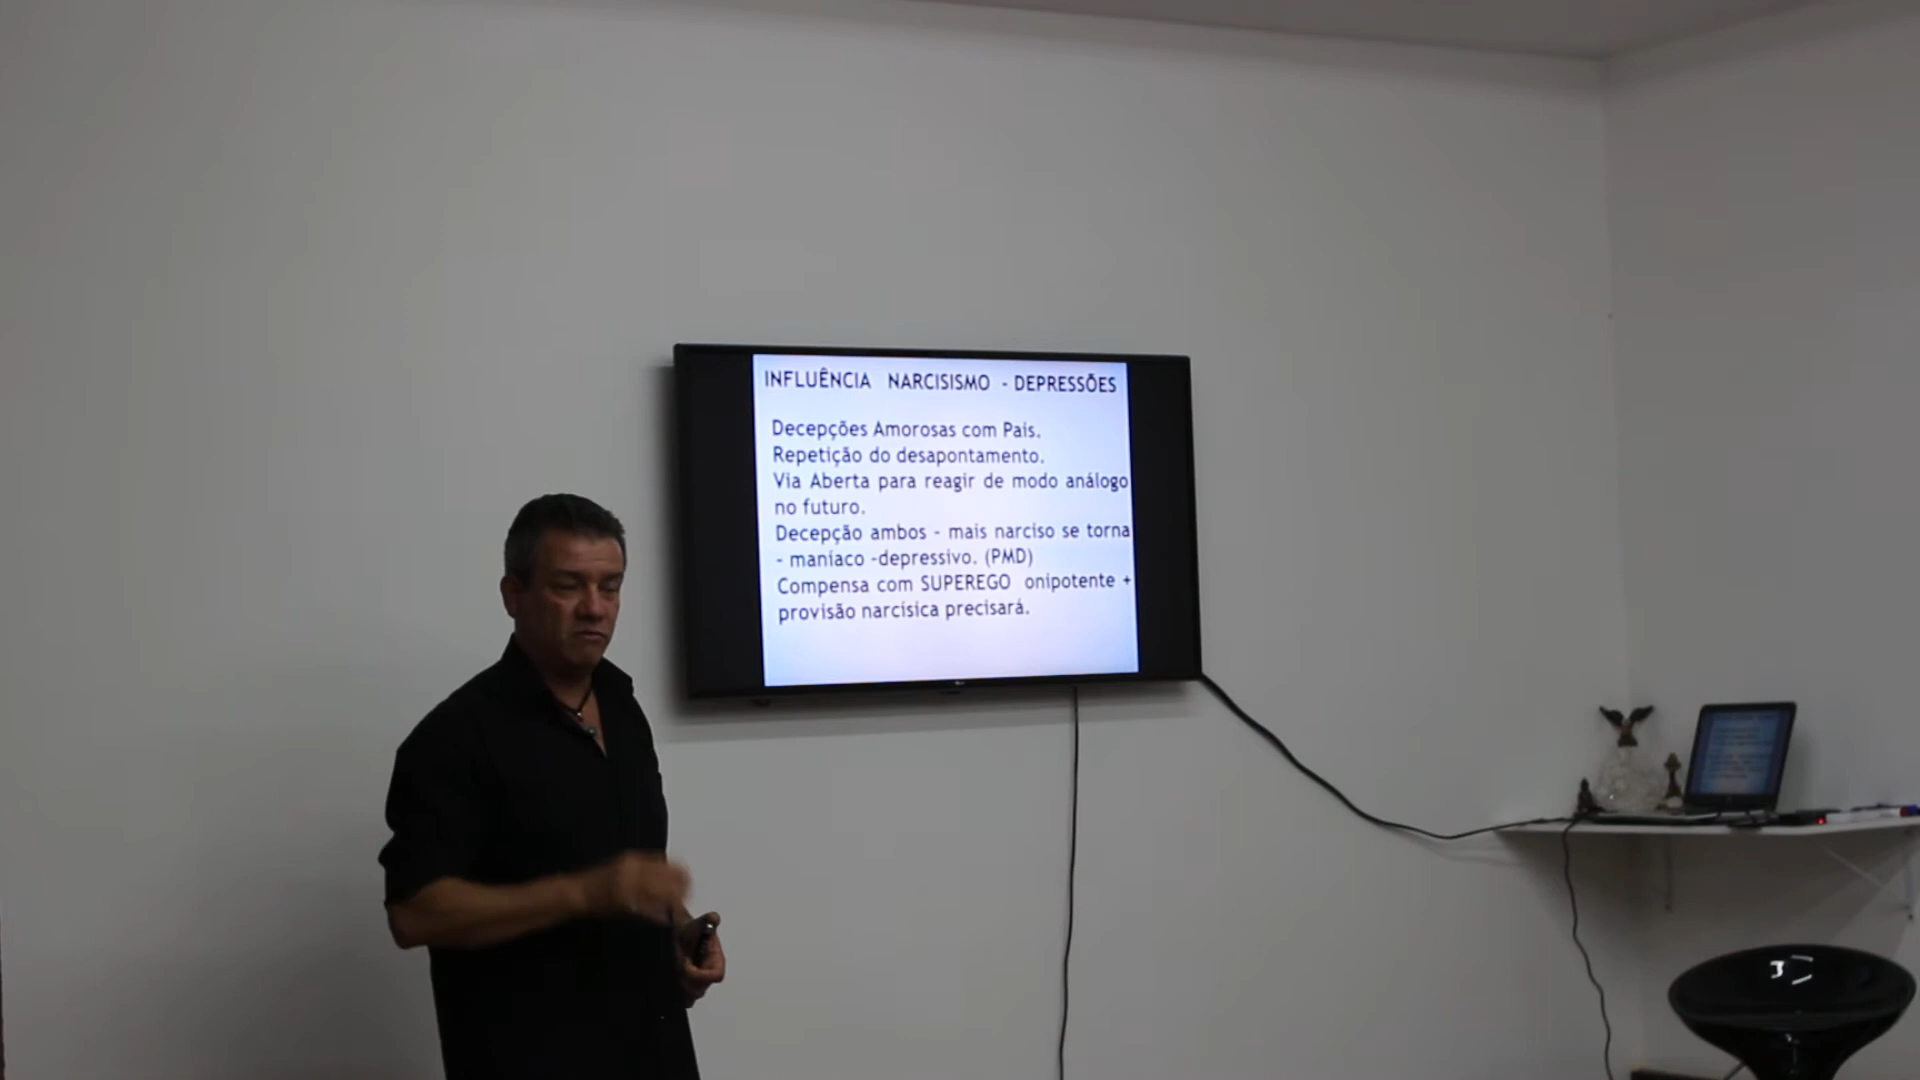 INFLUÊNCIA NARCISISMO - DEPRESSÕES
Decepções Amorosas com Pais.
Repetição do desapontamento.
Via Aberta para reagir de modo análogo
no futuro.
Decepção ambos - mais narciso se torna
- maníaco -depressivo. (PMD)
Compensa com SUPEREGO onipotente +
provisão narcísica precisará.